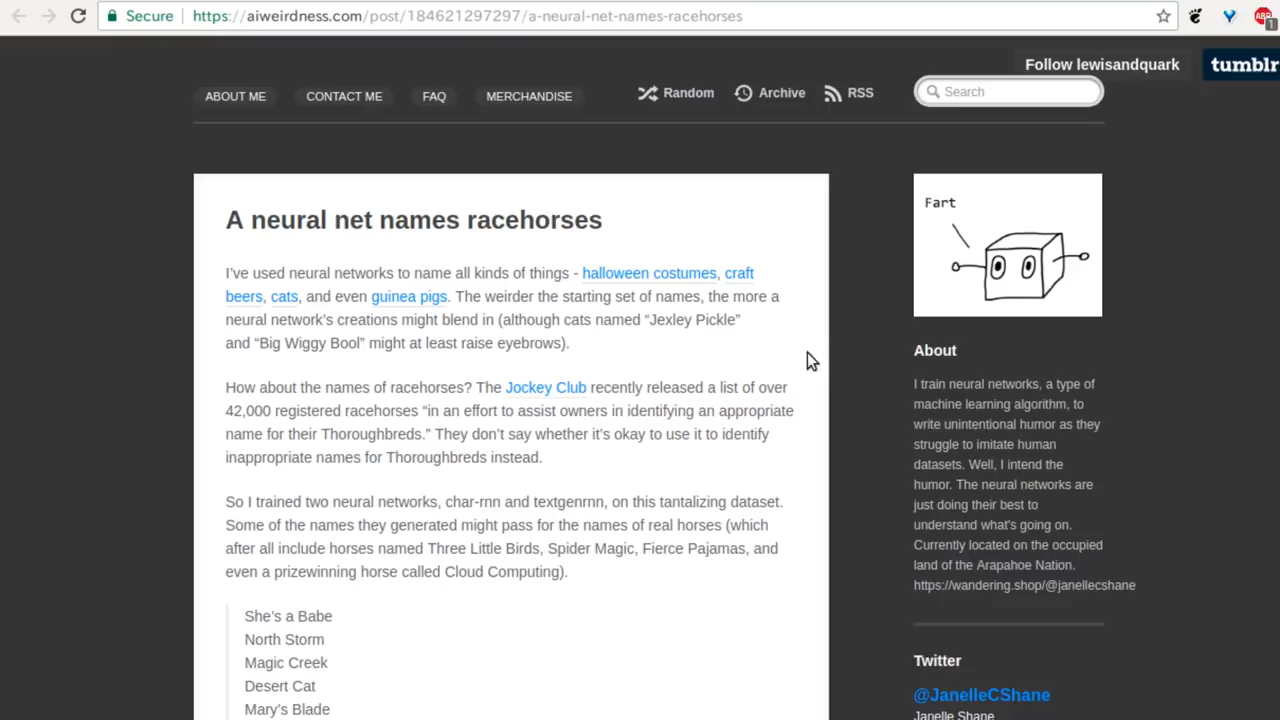 Secure https://aiweirdness.com/post/184621297297/a-neural-net-names-racehorses
ABP
1
Follow lewisandquark
tumblr
ABOUT ME CONTACT ME FAQ MERCHANDISE Random Archive RSS Search
A neural net names racehorses
I’ve used neural networks to name all kinds of things - halloween costumes, craft
beers, cats, and even guinea pigs. The weirder the starting set of names, the more a
neural network’s creations might blend in (although cats named “Jexley Pickle”
and “Big Wiggy Bool” might at least raise eyebrows).
How about the names of racehorses? The Jockey Club recently released a list of over
42,000 registered racehorses “in an effort to assist owners in identifying an appropriate
name for their Thoroughbreds.” They don’t say whether it’s okay to use it to identify
inappropriate names for Thoroughbreds instead.
So I trained two neural networks, char-rnn and textgenrnn, on this tantalizing dataset.
Some of the names they generated might pass for the names of real horses (which
after all include horses named Three Little Birds, Spider Magic, Fierce Pajamas, and
even a prizewinning horse called Cloud Computing).
She’s a Babe
North Storm
Magic Creek
Desert Cat
Mary’s Blade
Fart
About
I train neural networks, a type of
machine learning algorithm, to
write unintentional humor as they
struggle to imitate human
datasets. Well, I intend the
humor. The neural networks are
just doing their best to
understand what's going on.
Currently located on the occupied
land of the Arapahoe Nation.
https://wandering.shop/@janellecshane
Twitter
@JanelleCShane
Janelle Shane